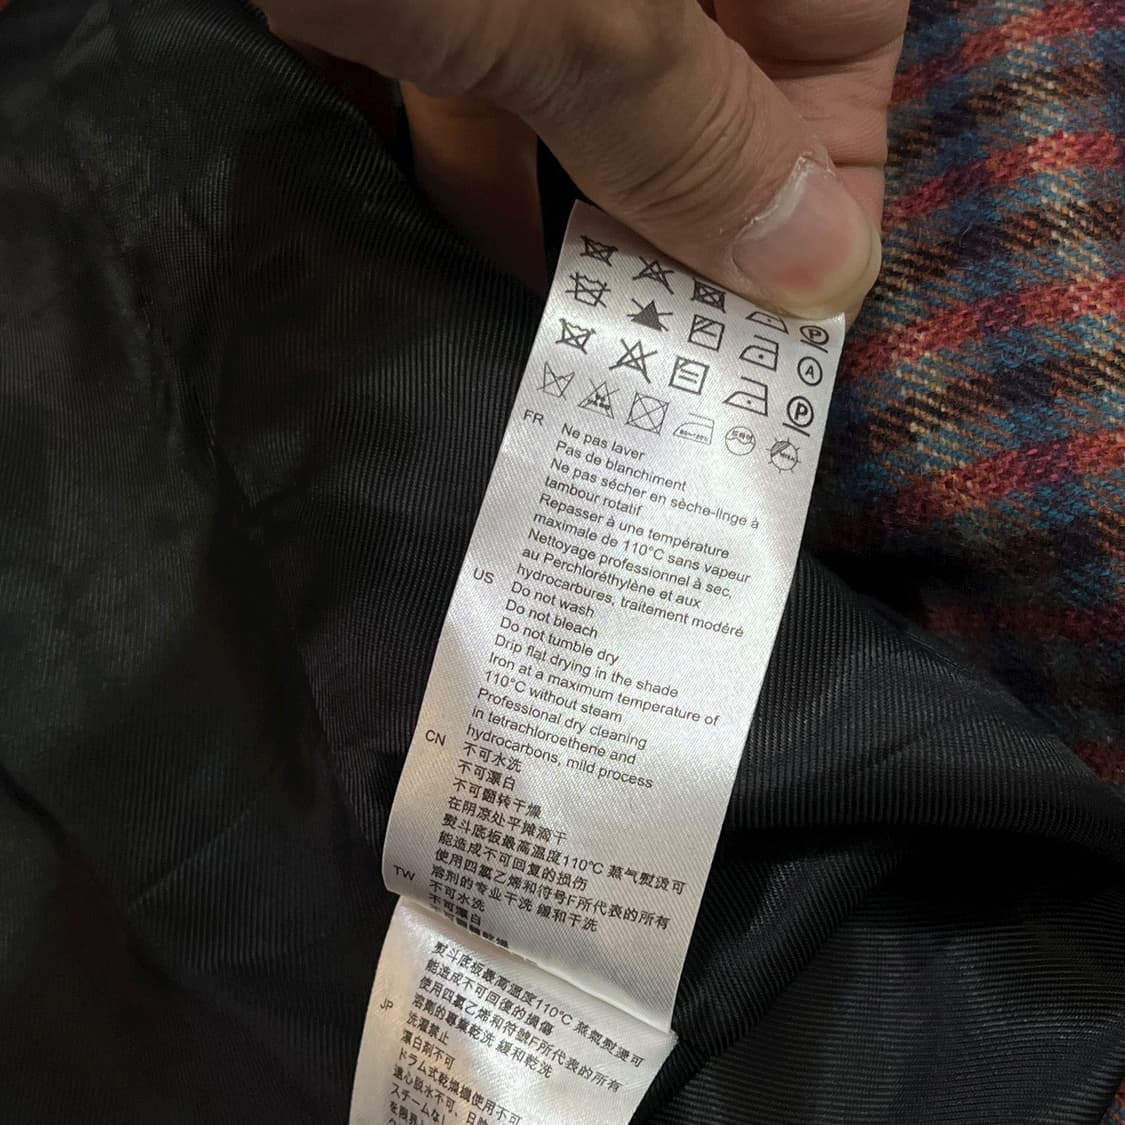 P
A
P
FR
Ne pas laver
Pas de blanchiment
Ne pas sécher en sèche-linge à
tambour rotatif
Repasser à une température
maximale de 110°C sans vapeur
Nettoyage professionnel à sec,
au Perchloréthylène et aux
hydrocarbures, traitement modéré
US
Do not wash
Do not bleach
Do not tumble dry
Drip flat drying in the shade
Iron at a maximum temperature of
110°C without steam
Professional dry cleaning
in tetrachloroethene and
hydrocarbons, mild process
CN
不可水洗
不可漂白
不可翻转干燥
在阴凉处平摊滴干
熨斗底板最高温度110℃ 蒸气熨烫可
能造成不可回复的损伤
使用四氯乙烯和符号F所代表的所有
溶剂的专业干洗 缓和干洗
TW
不可水洗
不可漂白
熨斗底板最高溫度110℃ 蒸氣熨燙可
能造成不可回復的損傷
使用四氯乙烯和符號F所代表的所有
溶劑的專業乾洗 緩和乾洗
JP
洗濯禁止
漂白剤不可
ドラム式乾燥機使用不可
遠心脱水不可、日陰
スチームなし
を限界